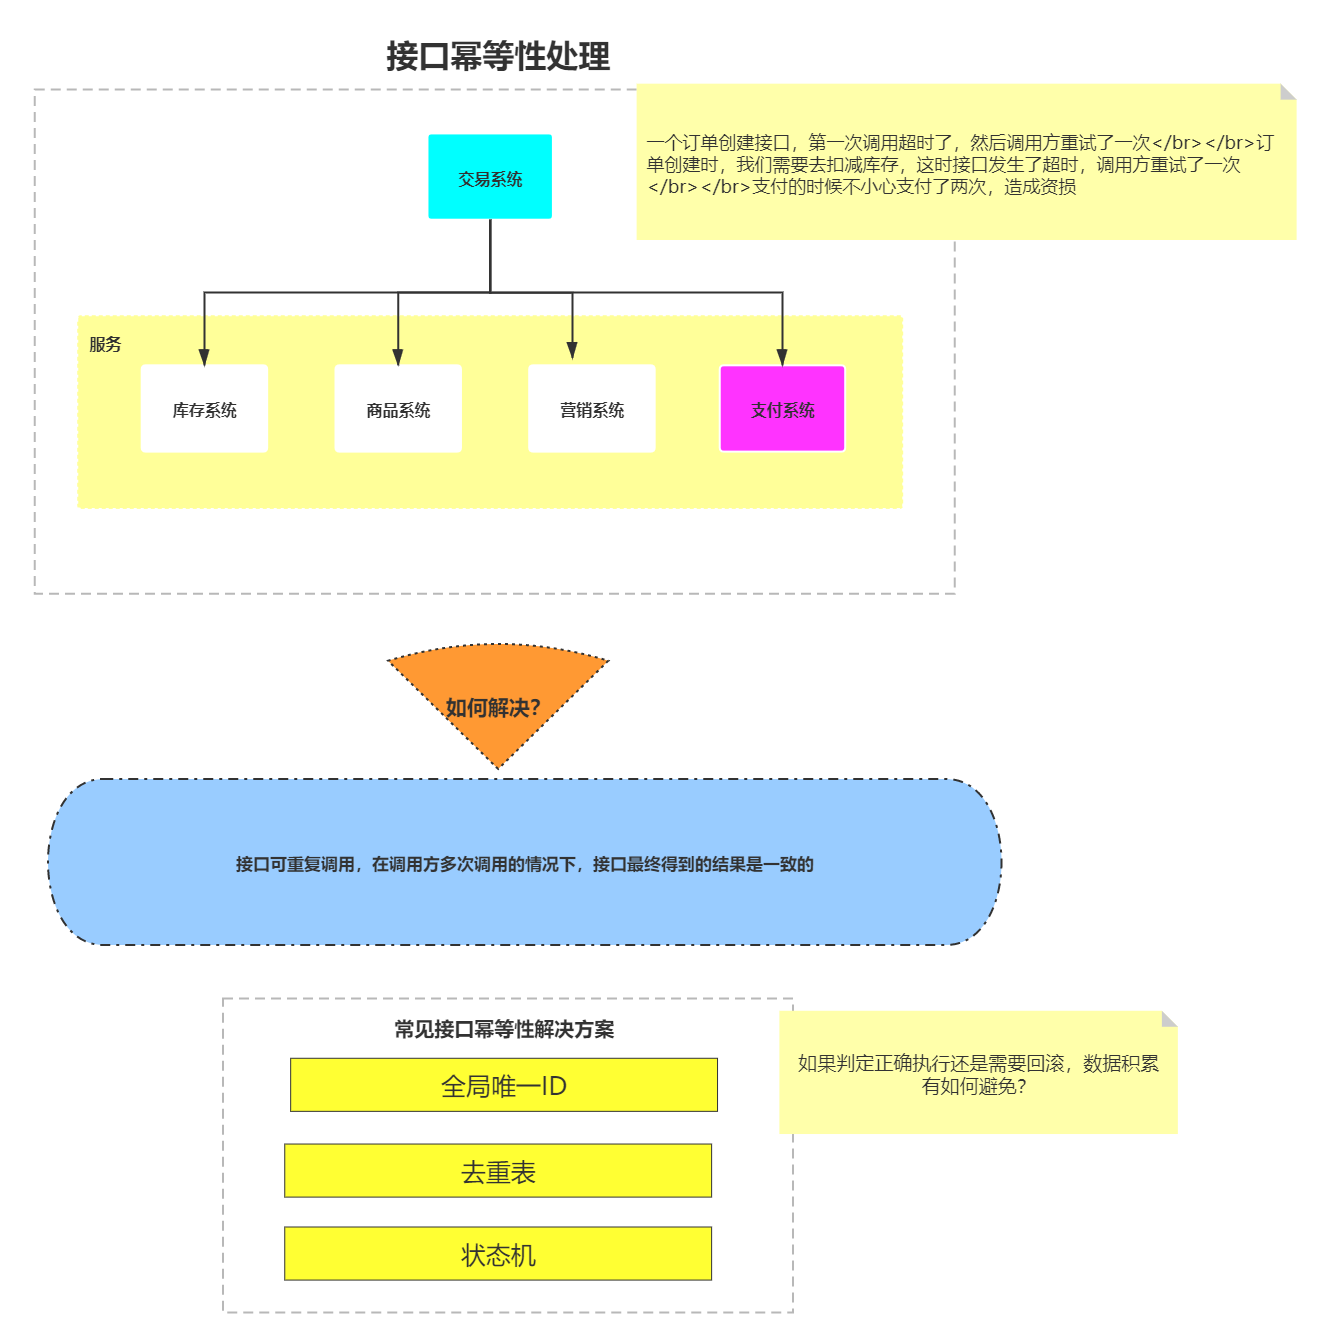 接口幂等性处理
一个订单创建接口，第一次调用超时了，然后调用方重试了一次</br></br>订
单创建时，我们需要去扣减库存，这时接口发生了超时，调用方重试了一次
</br></br>支付的时候不小心支付了两次，造成资损
交易系统
服务
库存系统
商品系统
营销系统
支付系统
如何解决？
接口可重复调用，在调用方多次调用的情况下，接口最终得到的结果是一致的
常见接口幂等性解决方案
全局唯一ID
去重表
状态机
如果判定正确执行还是需要回滚，数据积累
有如何避免？